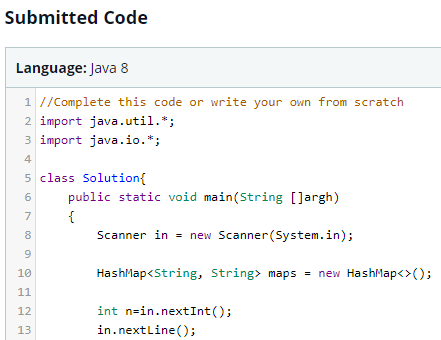 Submitted Code
Language: Java 8
1 //Complete this code or write your own from scratch
2 import java.util.*;
3 import java.io.*;
4
5 class Solution{
6     public static void main(String []argh)
7     {
8         Scanner in = new Scanner(System.in);
9
10         HashMap<String, String> maps = new HashMap<>();
11
12         int n=in.nextInt();
13         in.nextLine();